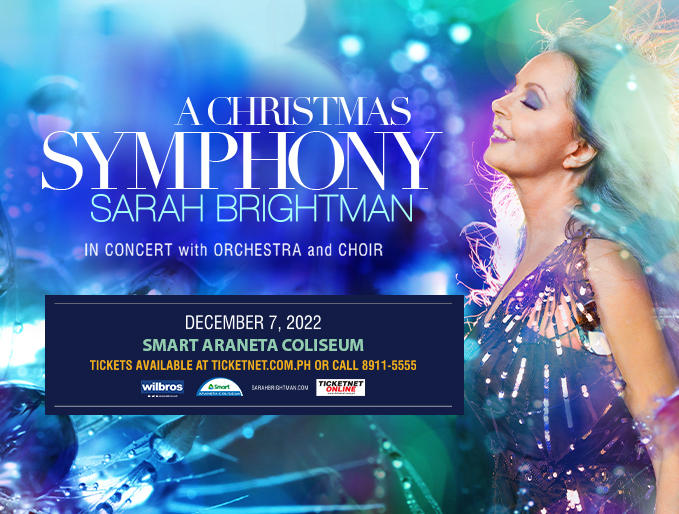 A CHRISTMAS
SYMPHONY
SARAH BRIGHTMAN
IN CONCERT with ORCHESTRA and CHOIR
DECEMBER 7, 2022
SMART ARANETA COLISEUM
TICKETS AVAILABLE AT TICKETNET.COM.PH OR CALL 8911-5555
wilbros
Smart
ARANETA COLISEUM
SARAHBRIGHTMAN.COM
TICKETNET
ONLINE